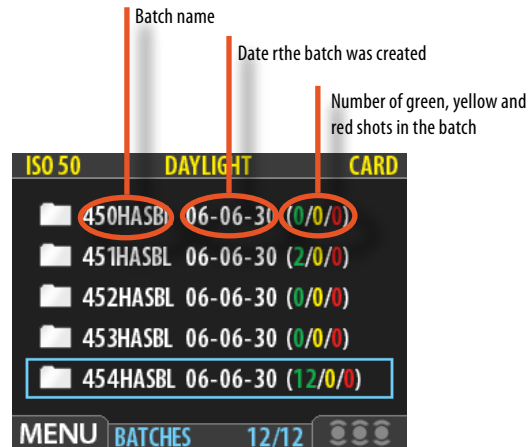 Batch name
Date rthe batch was created
Number of green, yellow and
red shots in the batch
ISO 50 DAYLIGHT CARD
450HASBL 06-06-30 (0/0/0)
451HASBL 06-06-30 (2/0/0)
452HASBL 06-06-30 (0/0/0)
453HASBL 06-06-30 (0/0/0)
454HASBL 06-06-30 (12/0/0)
MENU BATCHES 12/12